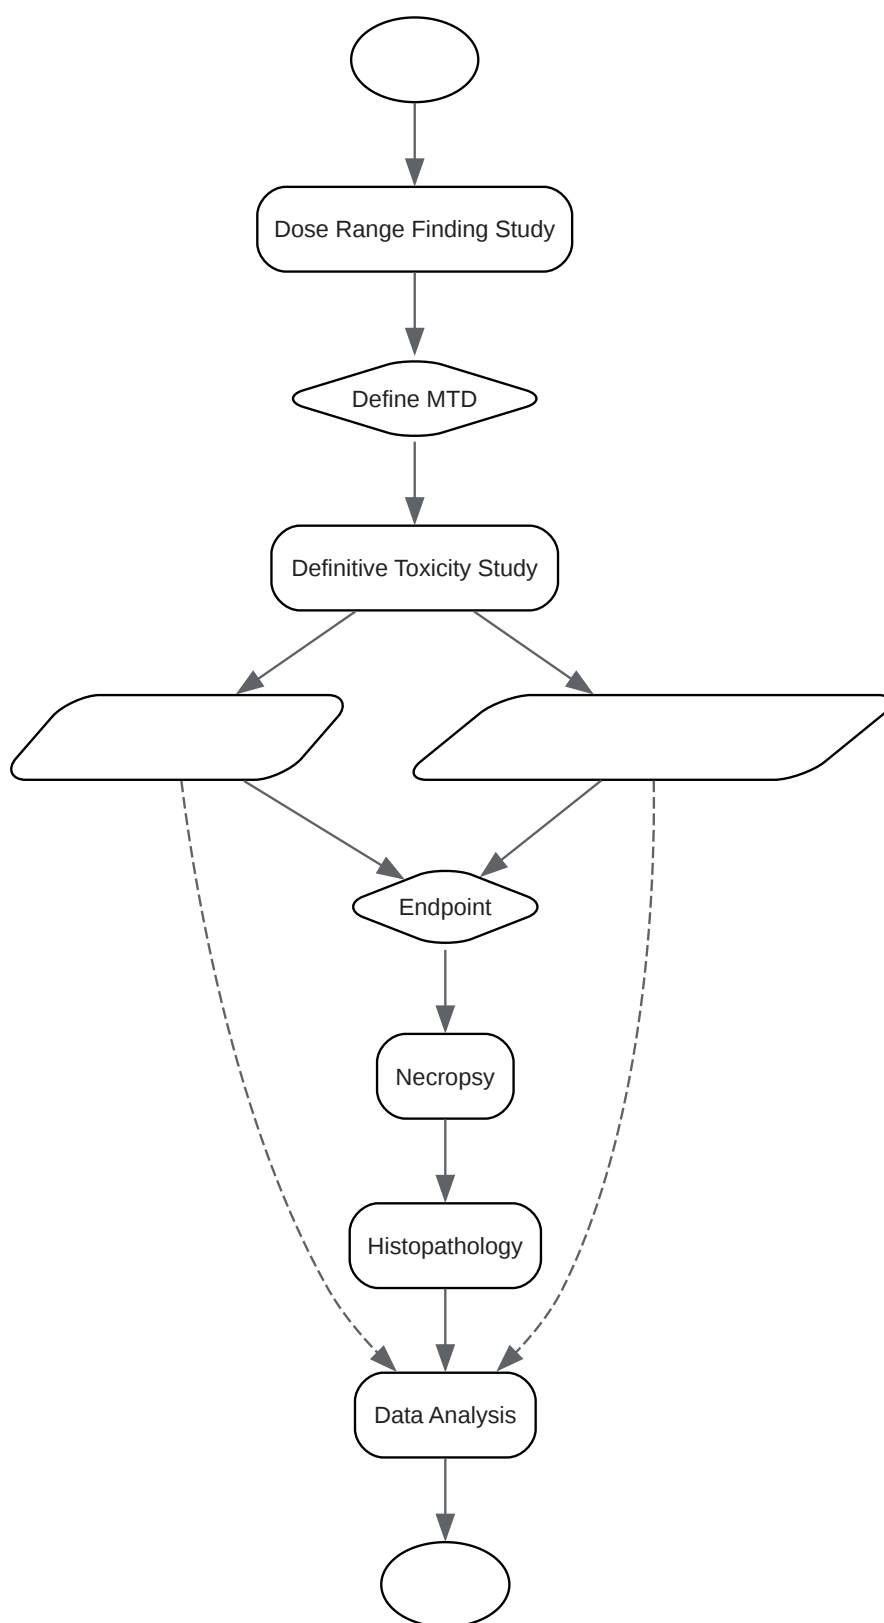 Dose Range Finding Study
Define MTD
Definitive Toxicity Study
Endpoint
Necropsy
Histopathology
Data Analysis